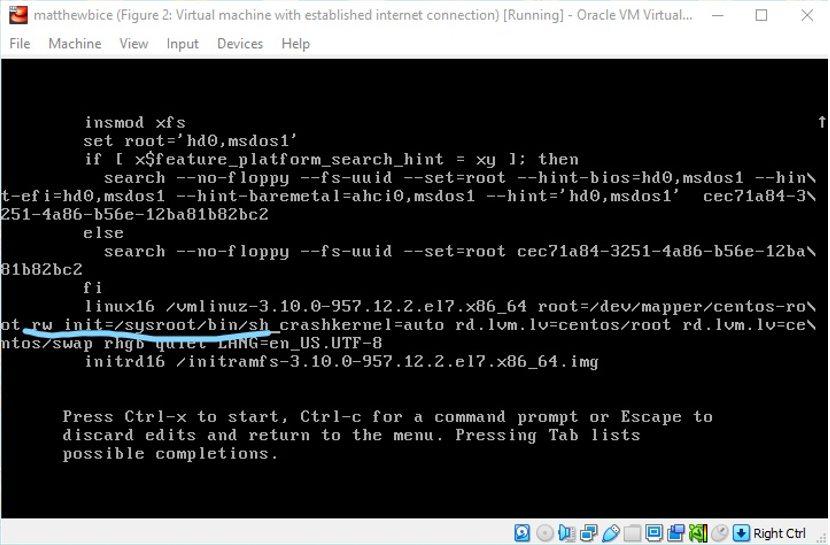 matthewbice (Figure 2: Virtual machine with established internet connection) [Running] - Oracle VM Virtual...
File Machine View Input Devices Help
insmod xfs
set root='hd0,msdos1'
if [ x$feature_platform_search_hint = xy ]; then
search --no-floppy --fs-uuid --set=root --hint-bios=hd0,msdos1 --hin\
t-efi=hd0,msdos1 --hint-baremetal=ahci0,msdos1 --hint='hd0,msdos1' cec71a84-3\
251-4a86-b56e-12ba81b82bc2
else
search --no-floppy --fs-uuid --set=root cec71a84-3251-4a86-b56e-12ba\
81b82bc2
fi
linux16 /vmlinuz-3.10.0-957.12.2.el7.x86_64 root=/dev/mapper/centos-ro\
ot rw init=/sysroot/bin/sh crashkernel=auto rd.lvm.lv=centos/root rd.lvm.lv=ce\
ntos/swap rhgb quiet LANG=en_US.UTF-8
initrd16 /initramfs-3.10.0-957.12.2.el7.x86_64.img
Press Ctrl-x to start, Ctrl-c for a command prompt or Escape to
discard edits and return to the menu. Pressing Tab lists
possible completions.
Right Ctrl